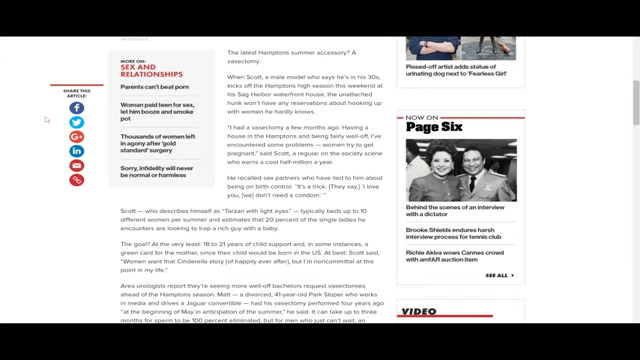 SHARE THIS
ARTICLE:
MORE ON:
SEX AND
RELATIONSHIPS
Parents can't beat porn
Woman paid teen for sex,
let him booze and smoke
pot
Thousands of women left
in agony after 'gold
standard' surgery
Sorry, infidelity will never
be normal or harmless
The latest Hamptons summer accessory? A
vasectomy.
When Scott, a male model who says he's in his 30s,
kicks off the Hamptons high season this weekend at
his Sag Harbor waterfront house, the unattached
hunk won't have any reservations about hooking up
with women he hardly knows.
"I had a vasectomy a few months ago. Having a
house in the Hamptons and being fairly well-off, I've
encountered some problems — women try to get
pregnant," said Scott, a regular on the society scene
who earns a cool half-million a year.
He recalled sex partners who have lied to him about
being on birth control. "It's a trick. [They say,] 'I love
you, [we] don't need a condom.' "
Scott — who describes himself as "Tarzan with light eyes" — typically beds up to 10
different women per summer and estimates that 20 percent of the single ladies he
encounters are looking to trap a rich guy with a baby.
The goal? At the very least: 18 to 21 years of child support and, in some instances, a
green card for the mother, since their child would be born in the US. At best: Scott said,
"Women want that Cinderella story [of happily ever after], but I'm noncommittal at this
point in my life."
Area urologists report they're seeing more well-off bachelors request vasectomies
ahead of the Hamptons season. Matt — a divorced, 41-year-old Park Sloper who works
in media and drives a Jaguar convertible — had his vasectomy performed four years ago
"at the beginning of May in anticipation of the summer," he said. It can take up to three
months for sperm to be 100 percent eliminated, but for men who just can't wait, an
Pissed-off artist adds statue of
urinating dog next to 'Fearless Girl'
NOW ON
Page Six
Behind the scenes of an interview
with a dictator
Brooke Shields endures harsh
interview process for tennis club
Richie Akiva wows Cannes crowd
with amfAR auction item
SEE ALL
VIDEO